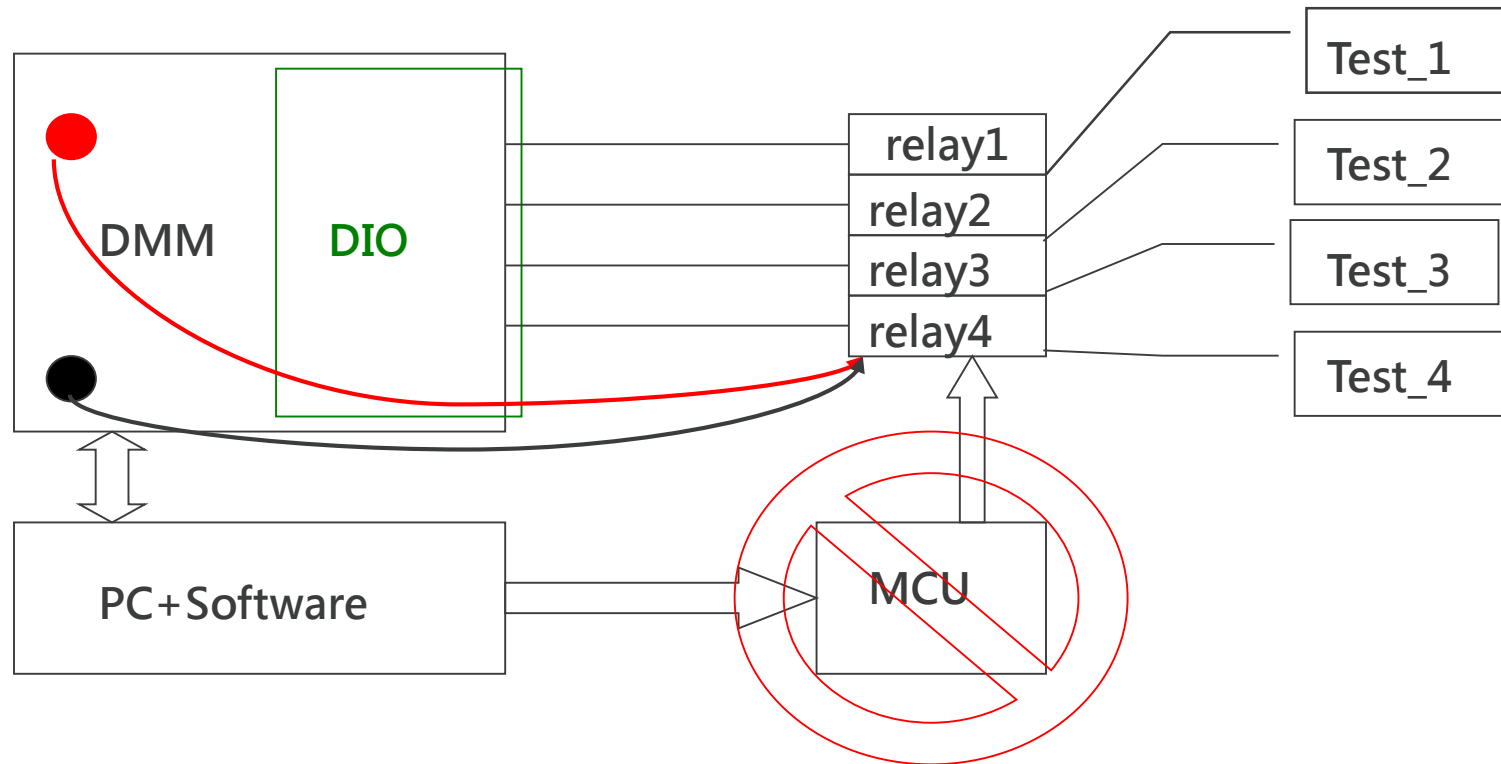 Test_1
relay1
Test_2
relay2
DMM
DIO
relay3
Test_3
relay4
Test_4
PC+Software
MCU